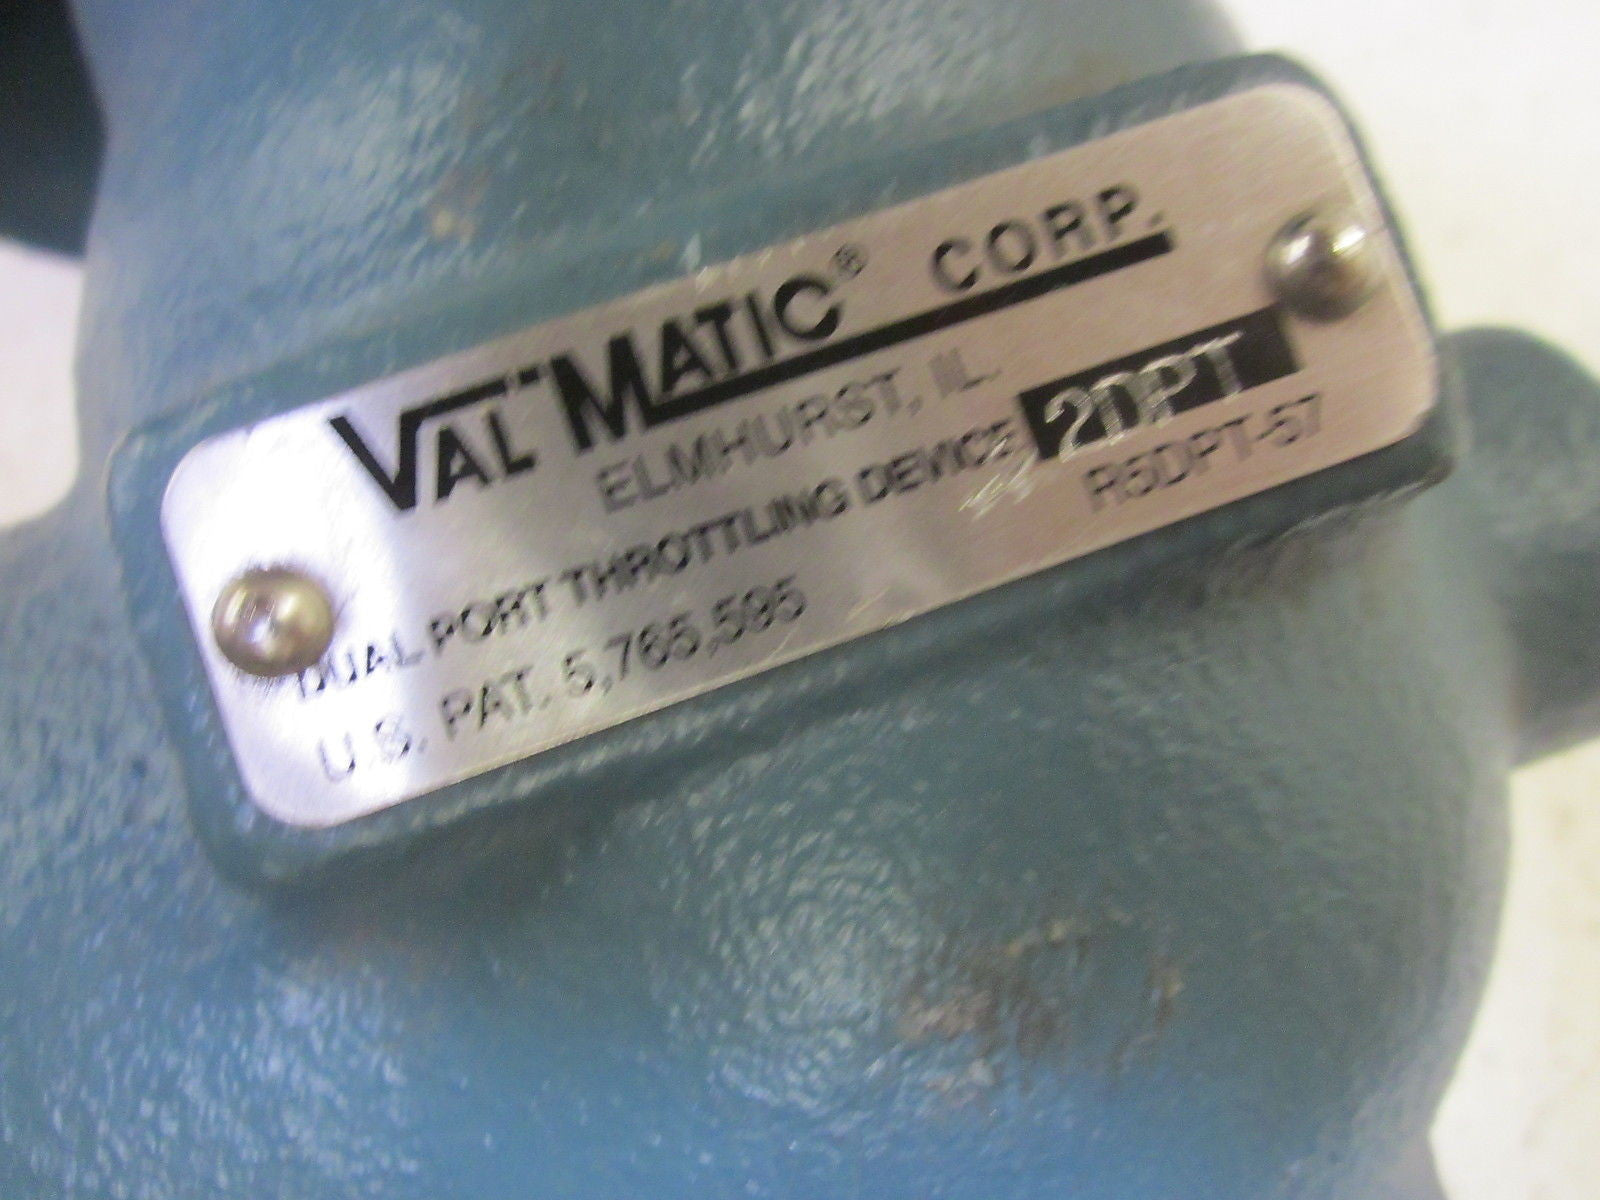 VAL-MATIC® CORP.
ELMHURST, IL.
DUAL PORT THROTTLING DEVICE 2DPT
U.S. PAT. 5,765,595 R5DPT-57